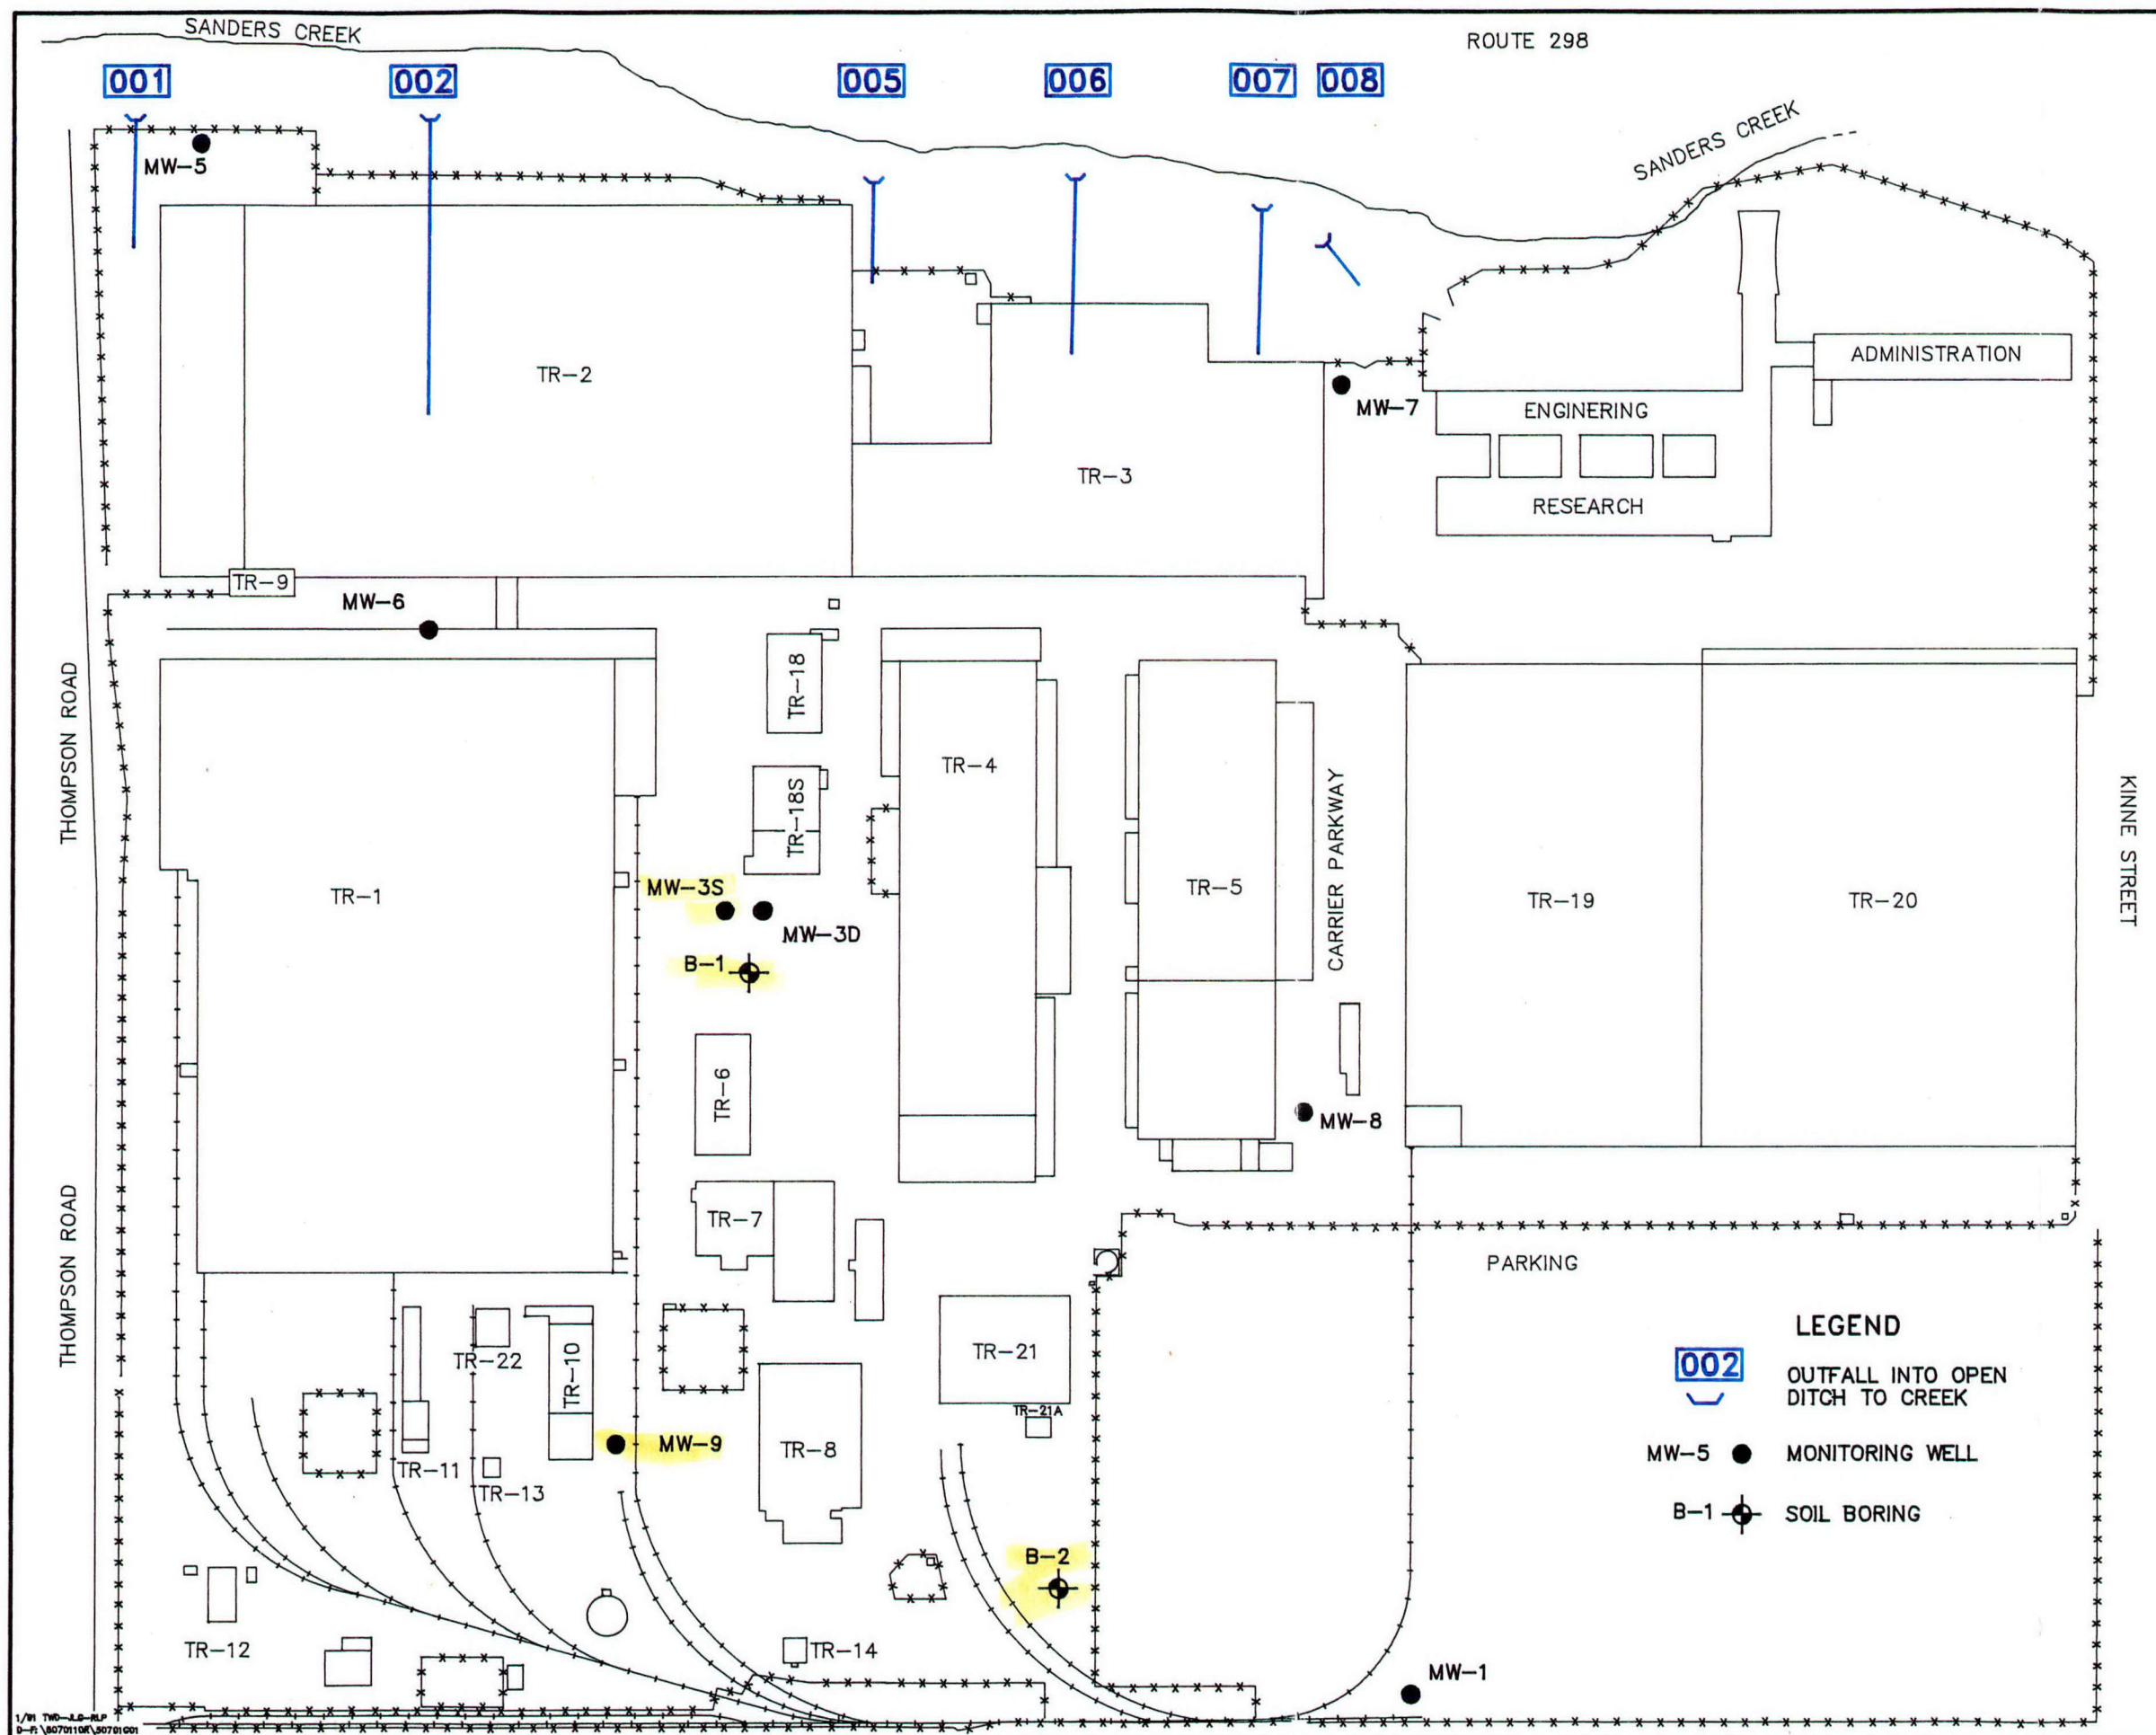 SANDERS CREEK
ROUTE 298
001
002
005
006
007
008
SANDERS CREEK
MW-5
TR-2
ADMINISTRATION
MW-7
ENGINERING
TR-3
RESEARCH
TR-9
MW-6
THOMPSON ROAD
TR-18
TR-4
TR-18S
CARRIER PARKWAY
KINNE STREET
MW-3S
TR-1
TR-5
TR-19
TR-20
MW-3D
B-1
TR-6
MW-8
THOMPSON ROAD
TR-7
PARKING
LEGEND
TR-22
TR-10
TR-21
002
OUTFALL INTO OPEN
DITCH TO CREEK
TR-21A
MW-9
TR-8
TR-11
MW-5
MONITORING WELL
TR-13
B-1
SOIL BORING
B-2
TR-12
TR-14
MW-1
1/91 TWD-JLG-RLP